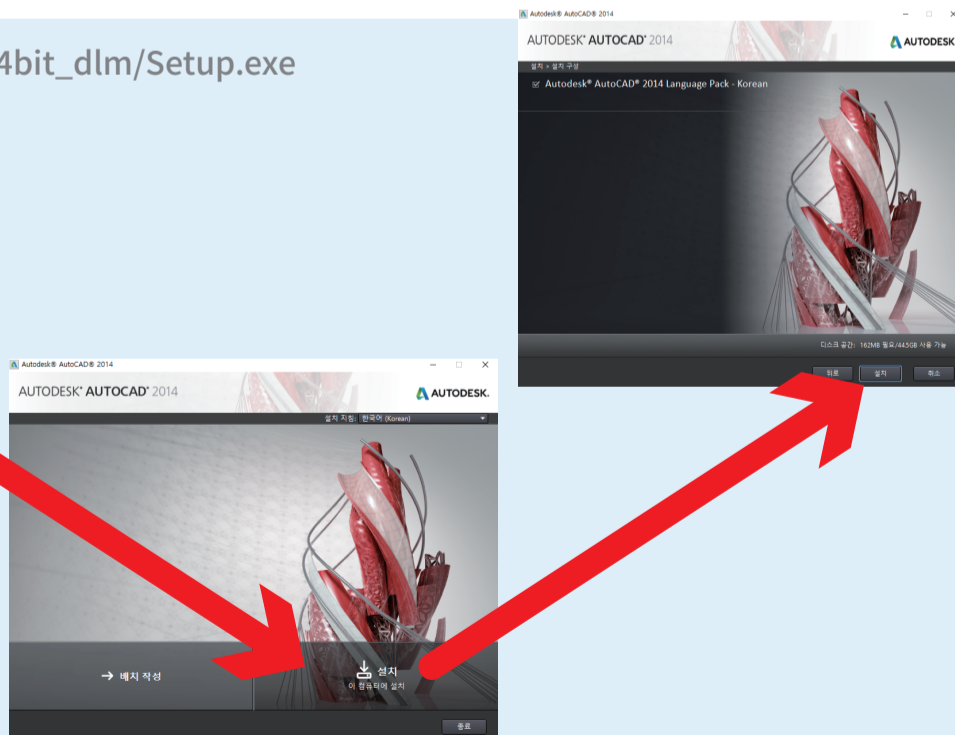 4bit_dlm/Setup.exe
Autodesk® AutoCAD® 2014
AUTODESK® AUTOCAD® 2014
AUTODESK
설치 > 설치 구성
Autodesk® AutoCAD® 2014 Language Pack - Korean
디스크 공간: 162MB 필요/445GB 사용 가능
뒤로
설치
취소
Autodesk® AutoCAD® 2014
AUTODESK® AUTOCAD® 2014
AUTODESK.
설치 지침: 한국어 (Korean)
→ 배치 작성
설치
이 컴퓨터에 설치
종료